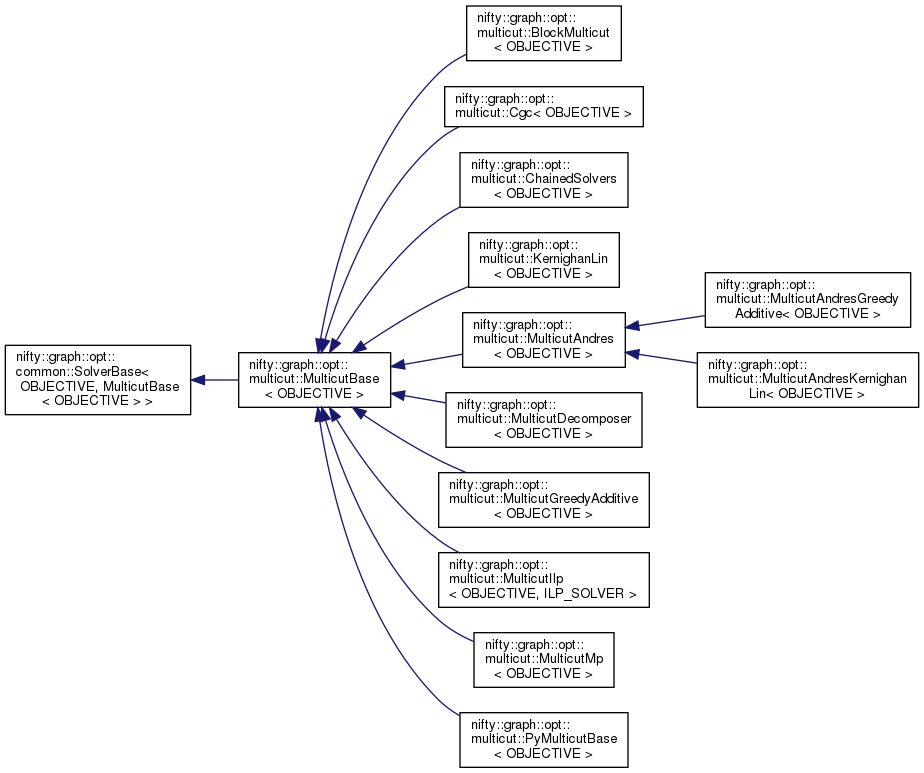 nifty::graph::opt::
multicut::BlockMulticut
< OBJECTIVE >
nifty::graph::opt::
multicut::Cgc< OBJECTIVE >
nifty::graph::opt::
multicut::ChainedSolvers
< OBJECTIVE >
nifty::graph::opt::
multicut::KernighanLin
< OBJECTIVE >
nifty::graph::opt::
multicut::MulticutAndresGreedy
Additive< OBJECTIVE >
nifty::graph::opt::
multicut::MulticutAndres
< OBJECTIVE >
nifty::graph::opt::
common::SolverBase<
OBJECTIVE, MulticutBase
< OBJECTIVE > >
nifty::graph::opt::
multicut::MulticutBase
< OBJECTIVE >
nifty::graph::opt::
multicut::MulticutAndresKernighan
Lin< OBJECTIVE >
nifty::graph::opt::
multicut::MulticutDecomposer
< OBJECTIVE >
nifty::graph::opt::
multicut::MulticutGreedyAdditive
< OBJECTIVE >
nifty::graph::opt::
multicut::MulticutIlp
< OBJECTIVE, ILP_SOLVER >
nifty::graph::opt::
multicut::MulticutMp
< OBJECTIVE >
nifty::graph::opt::
multicut::PyMulticutBase
< OBJECTIVE >